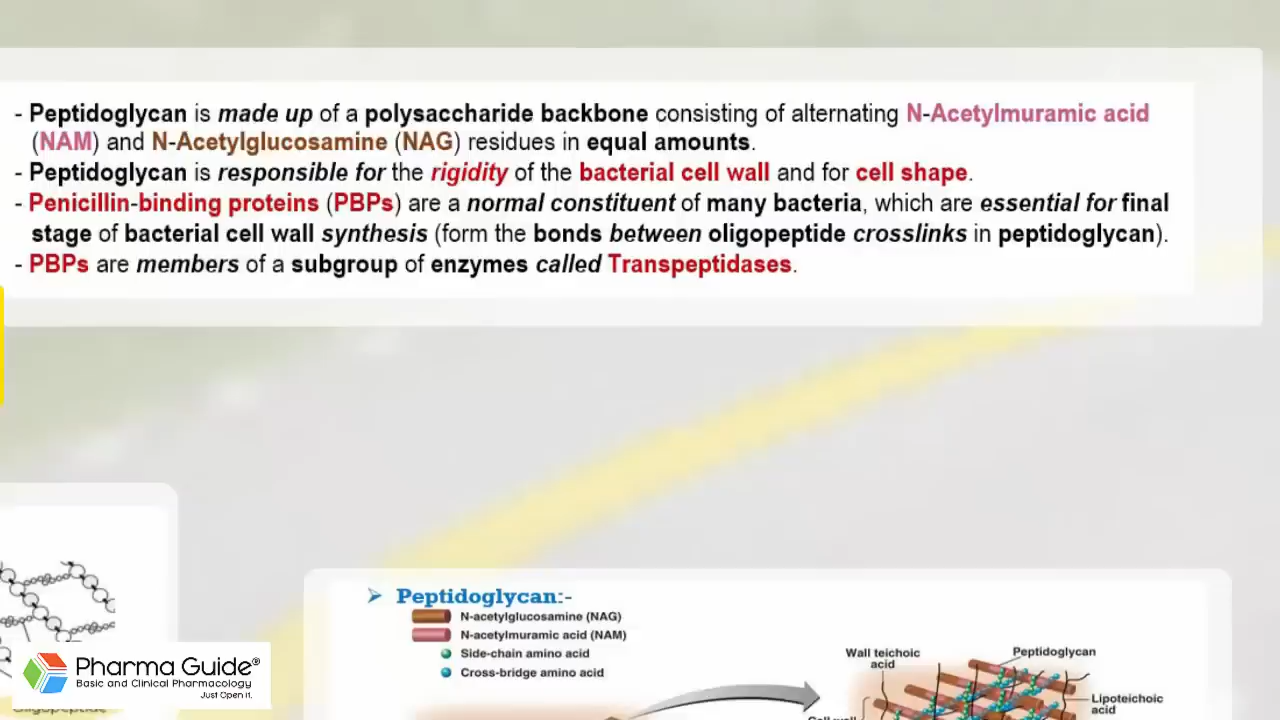 - Peptidoglycan is made up of a polysaccharide backbone consisting of alternating N-Acetylmuramic acid
(NAM) and N-Acetylglucosamine (NAG) residues in equal amounts.
- Peptidoglycan is responsible for the rigidity of the bacterial cell wall and for cell shape.
- Penicillin-binding proteins (PBPs) are a normal constituent of many bacteria, which are essential for final
stage of bacterial cell wall synthesis (form the bonds between oligopeptide crosslinks in peptidoglycan).
- PBPs are members of a subgroup of enzymes called Transpeptidases.
➢ Peptidoglycan:-
N-acetylglucosamine (NAG)
N-acetylmuramic acid (NAM)
Side-chain amino acid
Cross-bridge amino acid
Wall teichoic
acid
Peptidoglycan
Lipoteichoic
acid
Cell wall
Pharma Guide®
Basic and Clinical Pharmacology
Just Open it.